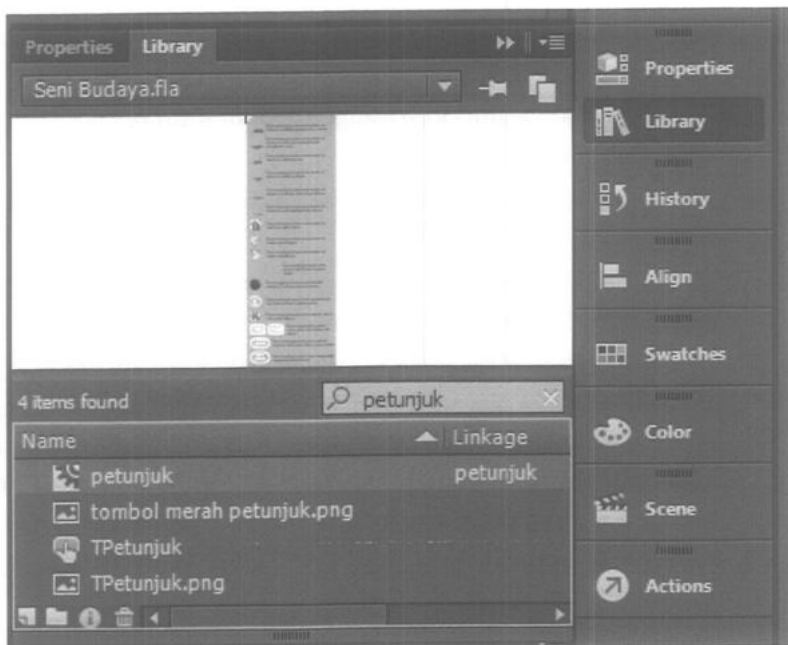 Properties Library
Seni Budaya.fla
4 items found
petunjuk
Name Linkage
petunjuk petunjuk
tombol merah petunjuk.png
TPetunjuk
TPetunjuk.png
Properties
Library
History
Align
Swatches
Color
Scene
Actions